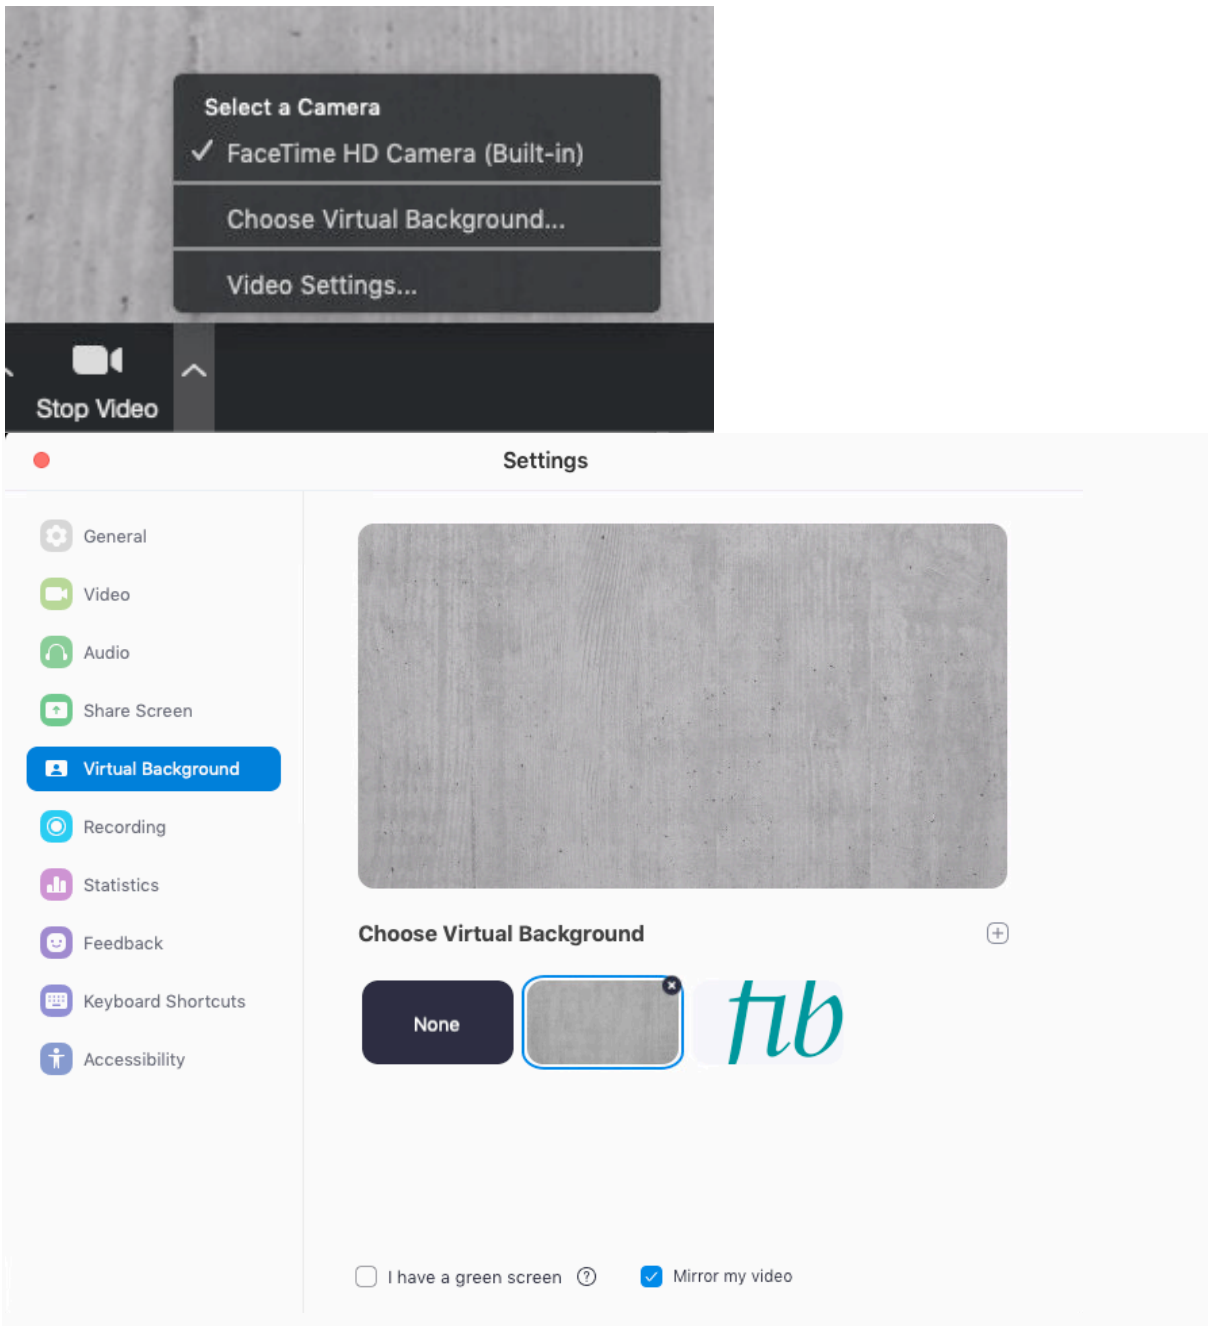 Select a Camera
✓ FaceTime HD Camera (Built-in)
Choose Virtual Background...
Video Settings...
Stop Video
Settings
General
Video
Audio
Share Screen
Virtual Background
Recording
Statistics
Feedback
Keyboard Shortcuts
Accessibility
Choose Virtual Background
None
fib
I have a green screen
Mirror my video